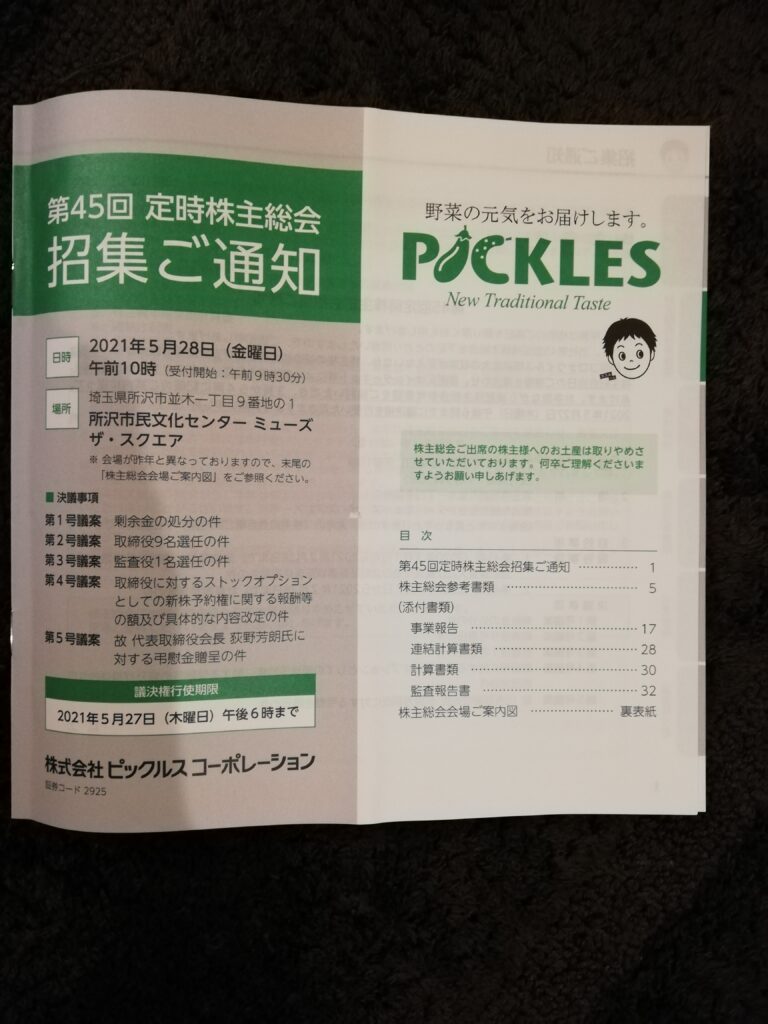 第45回 定時株主総会
招集ご通知
日時
2021年5月28日（金曜日）
午前10時（受付開始：午前9時30分）
場所
埼玉県所沢市並木一丁目9番地の1
所沢市民文化センター ミューズ
ザ・スクエア
※ 会場が昨年と異なっておりますので、末尾の
「株主総会会場ご案内図」をご参照ください。
■ 決議事項
第1号議案 剰余金の処分の件
第2号議案 取締役9名選任の件
第3号議案 監査役1名選任の件
第4号議案 取締役に対するストックオプション
としての新株予約権に関する報酬等
の額及び具体的な内容改定の件
第5号議案 故 代表取締役会長 荻野芳朗氏に
対する弔慰金贈呈の件
議決権行使期限
2021年5月27日（木曜日）午後6時まで
株式会社 ピックルス コーポレーション
証券コード 2925
野菜の元気をお届けします。
PICKLES
New Traditional Taste
株主総会ご出席の株主様へのお土産は取りやめさ
せていただいております。何卒ご理解くださいま
すようお願い申しあげます。
目 次
第45回定時株主総会招集ご通知 ………… 1
株主総会参考書類 ………… 5
(添付書類)
事業報告 ………… 17
連結計算書類 ………… 28
計算書類 ………… 30
監査報告書 ………… 32
株主総会会場ご案内図 ………… 裏表紙